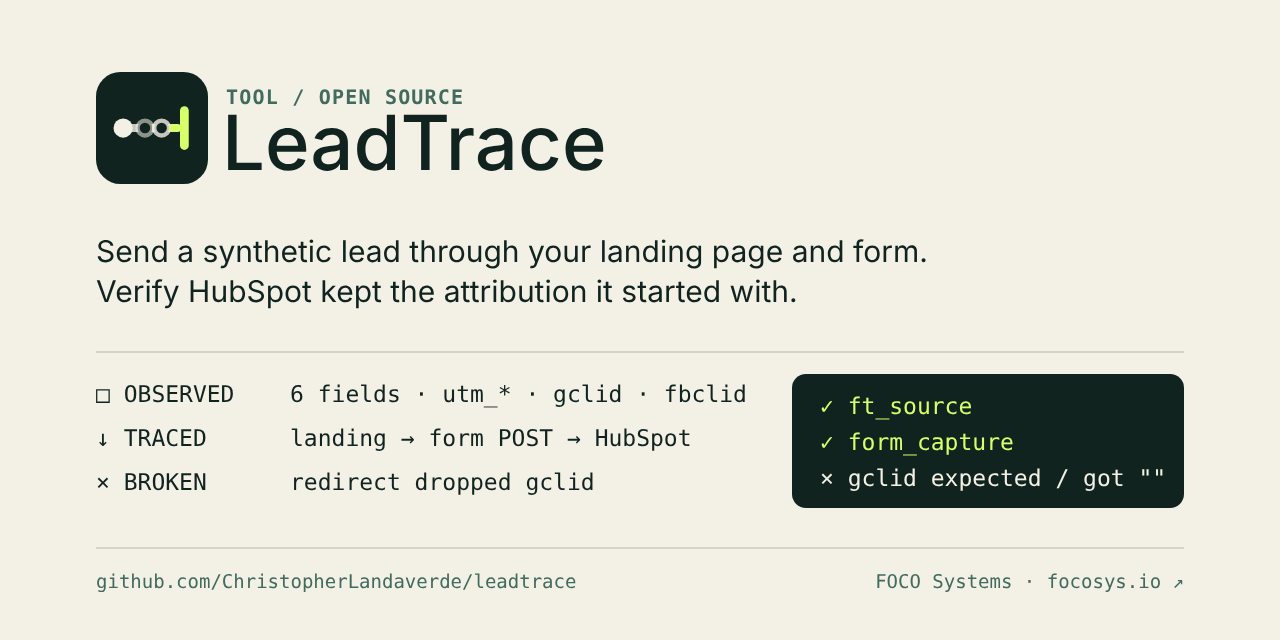 TOOL / OPEN SOURCE
LeadTrace
Send a synthetic lead through your landing page and form.
Verify HubSpot kept the attribution it started with.
□ OBSERVED 6 fields · utm_* · gclid · fbclid
↓ TRACED landing → form POST → HubSpot
× BROKEN redirect dropped gclid
✓ ft_source
✓ form_capture
× gclid expected / got ""
github.com/ChristopherLandaverde/leadtrace
FOCO Systems · focosys.io ↗